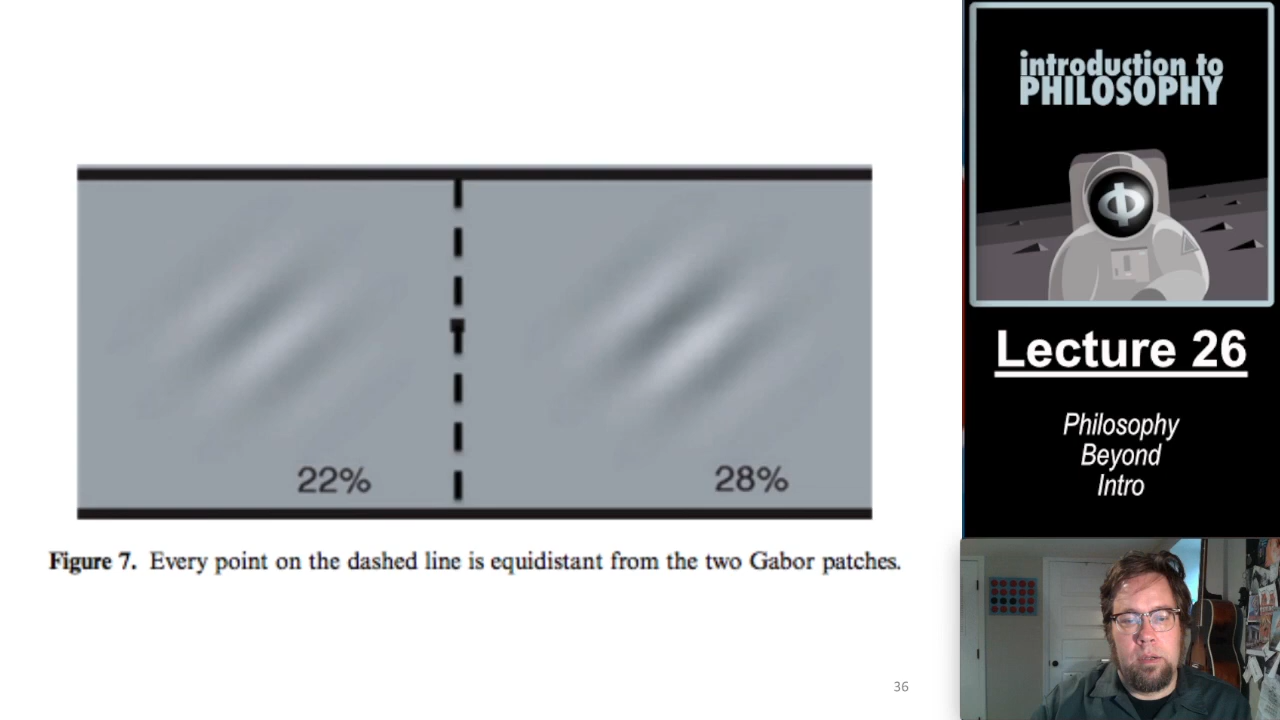 22%
28%
Figure 7. Every point on the dashed line is equidistant from the two Gabor patches.
36
introduction to
PHILOSOPHY
Φ
Lecture 26
Philosophy
Beyond
Intro